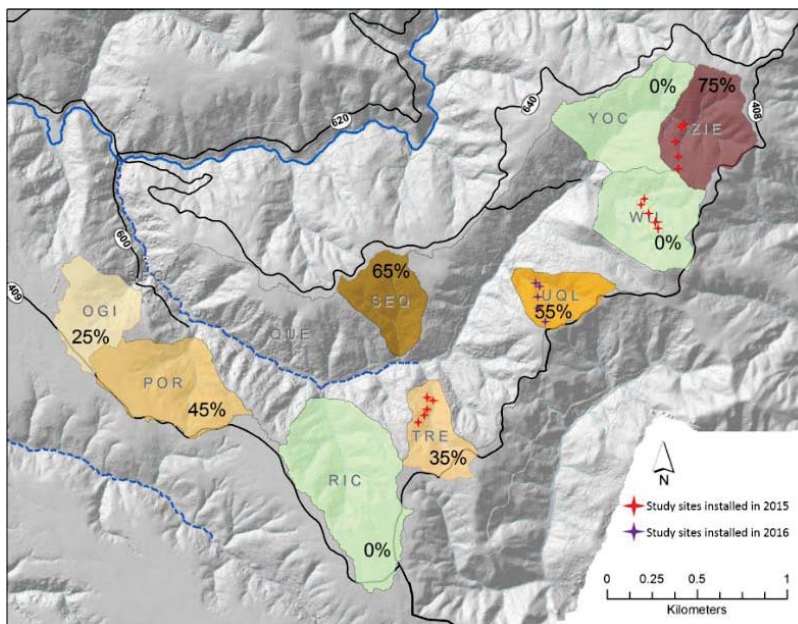 0%
75%
640
408
YOC
ZIE
620
W
0%
600
65%
SEQ
409
OGI
UQL
55%
QUE
25%
POR
45%
TRE
35%
RIC
0%
N
Study sites installed in 2015
Study sites installed in 2016
0 0.25 0.5 1
Kilometers